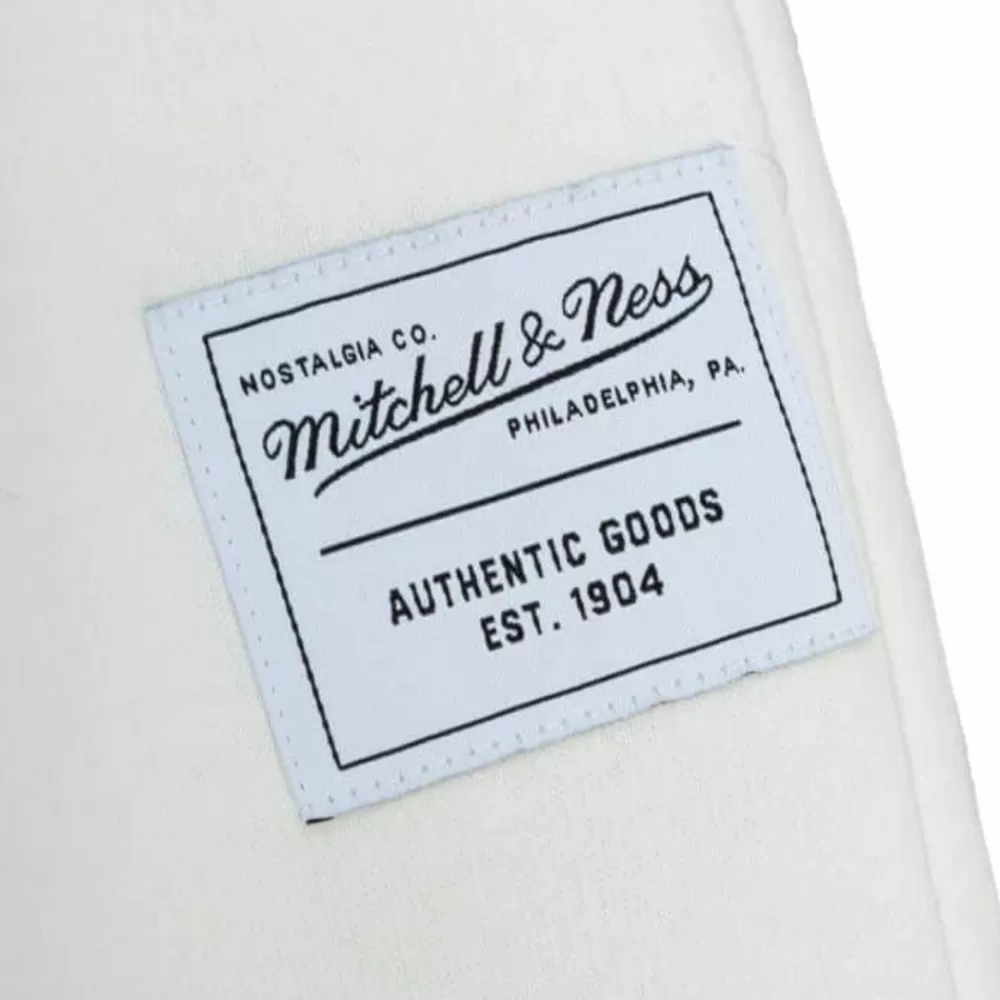 NOSTALGIA CO.
Mitchell & Ness
PHILADELPHIA, PA.
AUTHENTIC GOODS
EST. 1904